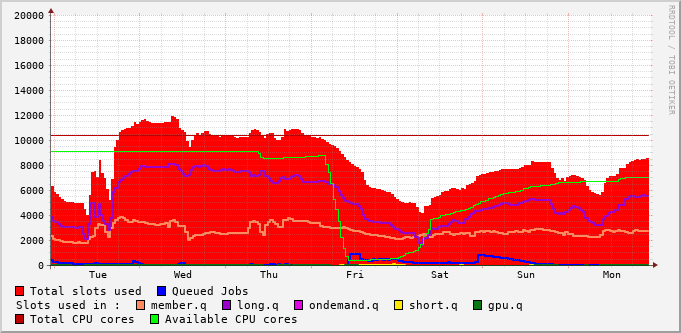 20000
18000
16000
14000
12000
10000
8000
6000
4000
2000
0
Tue Wed Thu Fri Sat Sun Mon
RRDTOOL / TOBI OETIKER
Total slots used Queued Jobs
Slots used in : member.q long.q ondemand.q short.q gpu.q
Total CPU cores Available CPU cores